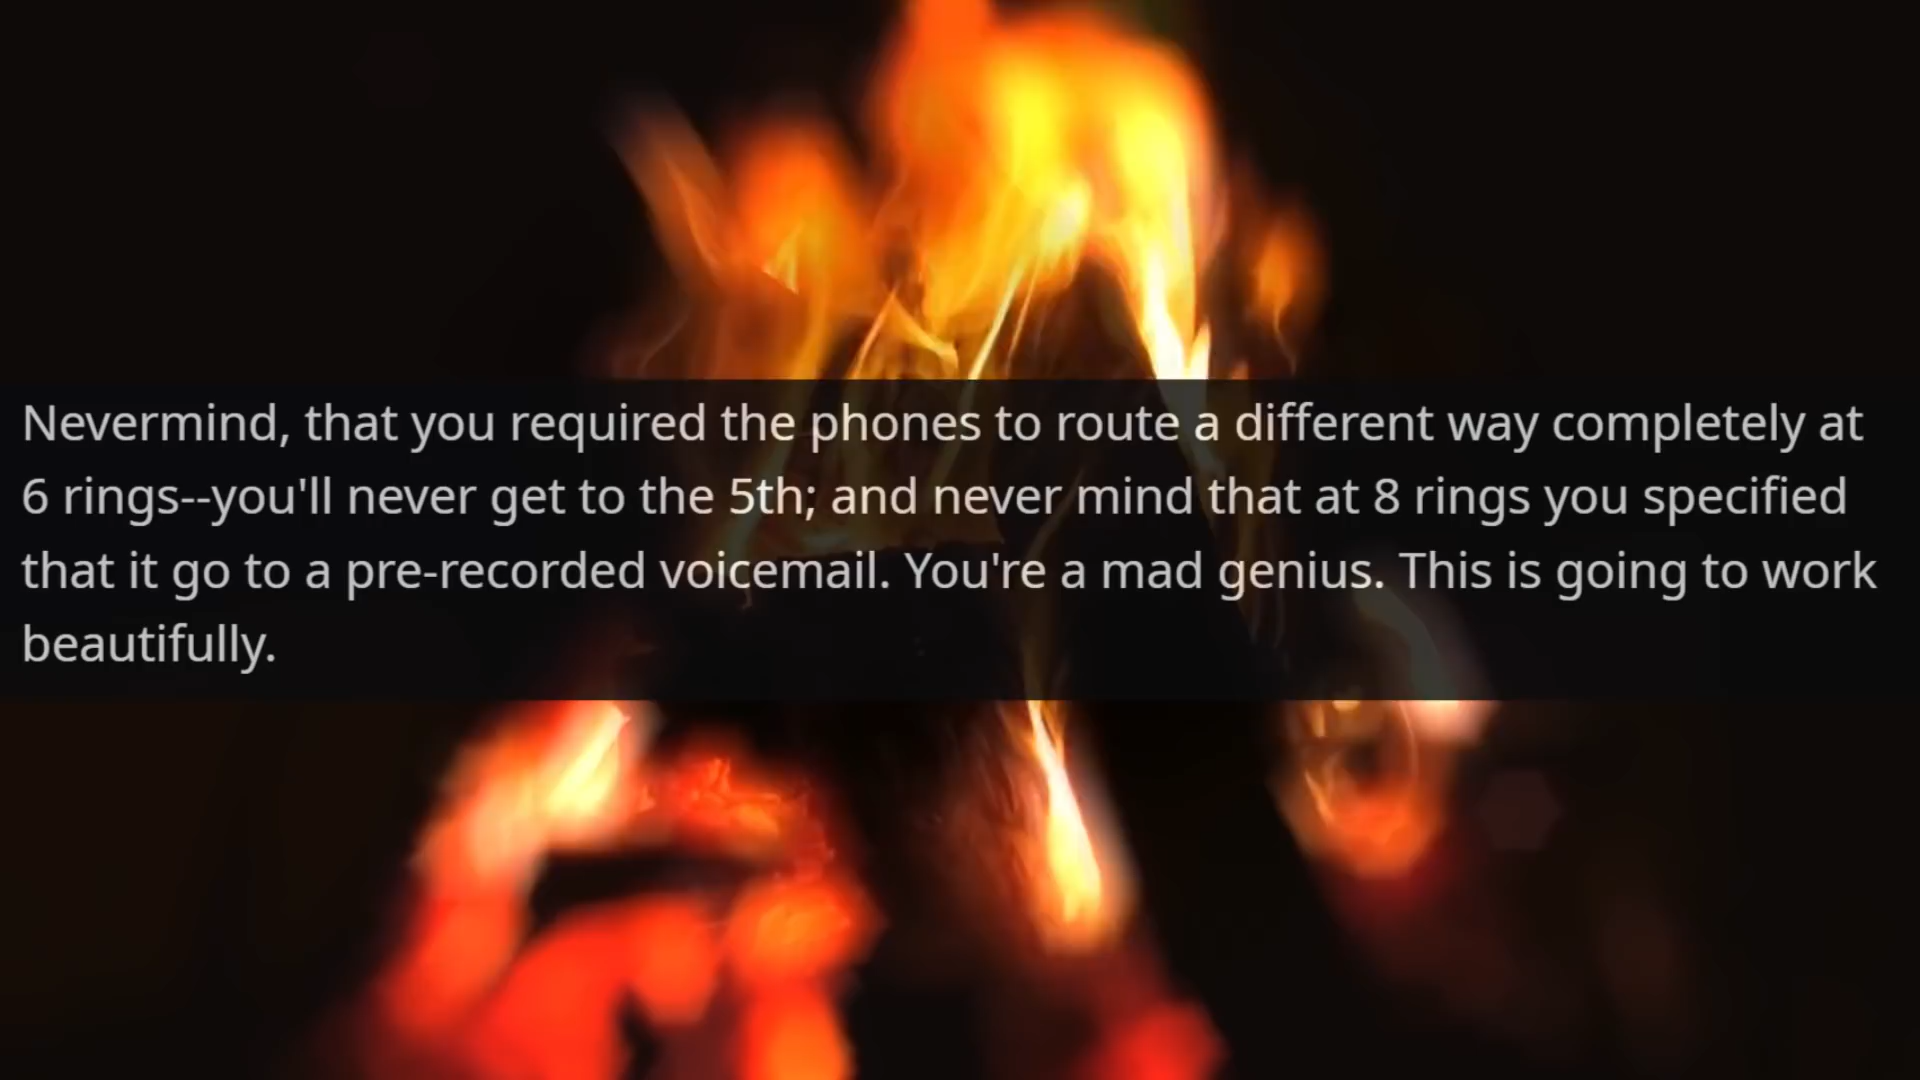 Nevermind, that you required the phones to route a different way completely at
6 rings--you'll never get to the 5th; and never mind that at 8 rings you specified
that it go to a pre-recorded voicemail. You're a mad genius. This is going to work
beautifully.